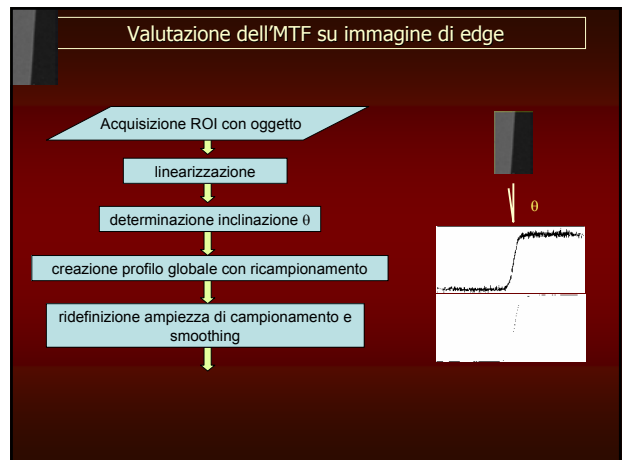 Valutazione dell'MTF su immagine di edge
Acquisizione ROI con oggetto
linearizzazione
determinazione inclinazione θ
creazione profilo globale con ricampionamento
ridefinizione ampiezza di campionamento e
smoothing
θ